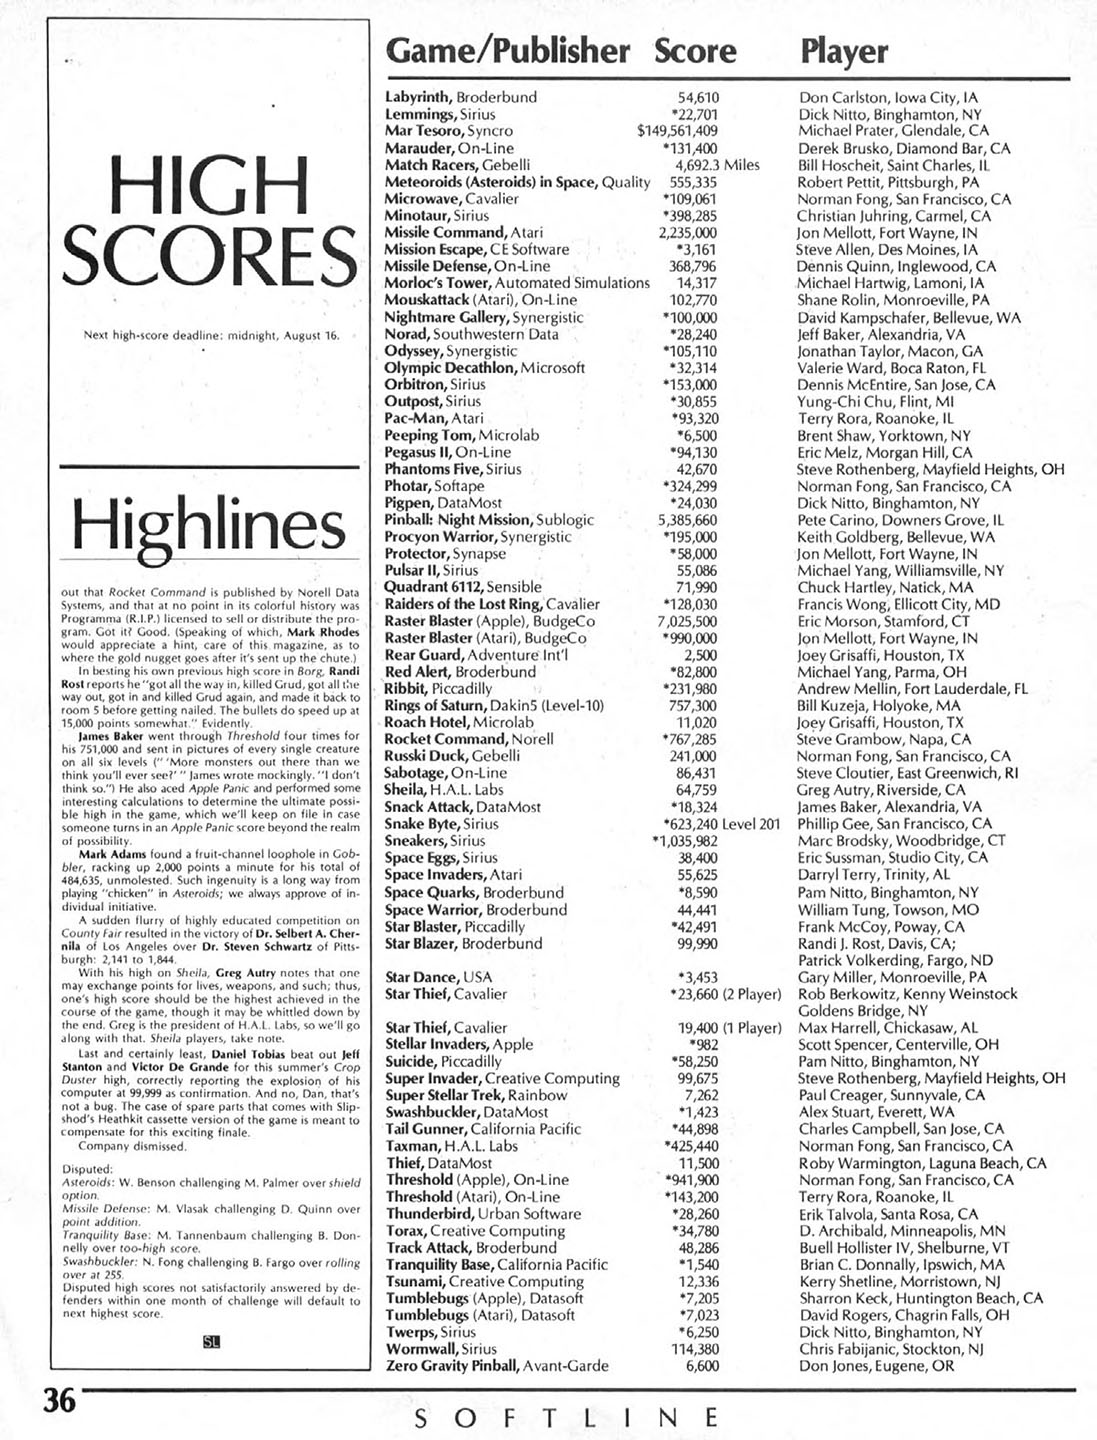 HIGH
SCORES
Next high-score deadline: midnight, August 16.
Highlines
out that Rocket Command is published by Norell Data
Systems, and that at no point in its colorful history was
Programma (R.I.P.) licensed to sell or distribute the pro-
gram. Got it? Good. (Speaking of which, Mark Rhodes
would appreciate a hint, care of this magazine, as to
where the gold nugget goes after it's sent up the chute.)
In besting his own previous high score in Borg, Randi
Rost reports he "got all the way in, killed Grud, got all the
way out, got in and killed Grud again, and made it back to
room 5 before getting nailed. The bullets do speed up at
15,000 points somewhat." Evidently.
James Baker went through Threshold four times for
his 751,000 and sent in pictures of every single creature
on all six levels (" 'More monsters out there than we
think you'll ever see?' " James wrote mockingly. "I don't
think so.") He also aced Apple Panic and performed some
interesting calculations to determine the ultimate possi-
ble high in the game, which we'll keep on file in case
someone turns in an Apple Panic score beyond the realm
of possibility.
Mark Adams found a fruit-channel loophole in Gob-
bler, racking up 2,000 points a minute for his total of
484,635, unmolested. Such ingenuity is a long way from
playing "chicken" in Asteroids; we always approve of in-
dividual initiative.
A sudden flurry of highly educated competition on
County Fair resulted in the victory of Dr. Selbert A. Cher-
nila of Los Angeles over Dr. Steven Schwartz of Pitts-
burgh: 2,141 to 1,844.
With his high on Sheila, Greg Autry notes that one
may exchange points for lives, weapons, and such; thus,
one's high score should be the highest achieved in the
course of the game, though it may be whittled down by
the end. Greg is the president of H.A.L. Labs, so we'll go
along with that. Sheila players, take note.
Last and certainly least, Daniel Tobias beat out Jeff
Stanton and Victor De Grande for this summer's Crop
Duster high, correctly reporting the explosion of his
computer at 99,999 as confirmation. And no, Dan, that's
not a bug. The case of spare parts that comes with Slip-
shod's Heathkit cassette version of the game is meant to
compensate for this exciting finale.
Company dismissed.
Disputed:
Asteroids: W. Benson challenging M. Palmer over shield
option.
Missile Defense: M. Vlasak challenging D. Quinn over
point addition.
Tranquility Base: M. Tannenbaum challenging B. Don-
nelly over too-high score.
Swashbuckler: N. Fong challenging B. Fargo over rolling
over at 255.
Disputed high scores not satisfactorily answered by de-
fenders within one month of challenge will default to
next highest score.
SL
Game/Publisher Score Player
Labyrinth, Broderbund 54,610 Don Carlston, Iowa City, IA
Lemmings, Sirius *22,701 Dick Nitto, Binghamton, NY
Mar Tesoro, Syncro $149,561,409 Michael Prater, Glendale, CA
Marauder, On-Line *131,400 Derek Brusko, Diamond Bar, CA
Match Racers, Gebelli 4,692.3 Miles Bill Hoscheit, Saint Charles, IL
Meteoroids (Asteroids) in Space, Quality 555,335 Robert Pettit, Pittsburgh, PA
Microwave, Cavalier *109,061 Norman Fong, San Francisco, CA
Minotaur, Sirius *398,285 Christian Juhring, Carmel, CA
Missile Command, Atari 2,235,000 Jon Mellott, Fort Wayne, IN
Mission Escape, CE Software *3,161 Steve Allen, Des Moines, IA
Missile Defense, On-Line 368,796 Dennis Quinn, Inglewood, CA
Morloc's Tower, Automated Simulations 14,317 Michael Hartwig, Lamoni, IA
Mouskattack (Atari), On-Line 102,770 Shane Rolin, Monroeville, PA
Nightmare Gallery, Synergistic *100,000 David Kampschafer, Bellevue, WA
Norad, Southwestern Data *28,240 Jeff Baker, Alexandria, VA
Odyssey, Synergistic *105,110 Jonathan Taylor, Macon, GA
Olympic Decathlon, Microsoft *32,314 Valerie Ward, Boca Raton, FL
Orbitron, Sirius *153,000 Dennis McEntire, San Jose, CA
Outpost, Sirius *30,855 Yung-Chi Chu, Flint, MI
Pac-Man, Atari *93,320 Terry Rora, Roanoke, IL
Peeping Tom, Microlab *6,500 Brent Shaw, Yorktown, NY
Pegasus II, On-Line *94,130 Eric Melz, Morgan Hill, CA
Phantoms Five, Sirius 42,670 Steve Rothenberg, Mayfield Heights, OH
Photar, Softape *324,299 Norman Fong, San Francisco, CA
Pigpen, DataMost *24,030 Dick Nitto, Binghamton, NY
Pinball: Night Mission, Sublogic 5,385,660 Pete Carino, Downers Grove, IL
Procyon Warrior, Synergistic *195,000 Keith Goldberg, Bellevue, WA
Protector, Synapse *58,000 Jon Mellott, Fort Wayne, IN
Pulsar II, Sirius 55,086 Michael Yang, Williamsville, NY
Quadrant 6112, Sensible 71,990 Chuck Hartley, Natick, MA
Raiders of the Lost Ring, Cavalier *128,030 Francis Wong, Ellicott City, MD
Raster Blaster (Apple), BudgeCo 7,025,500 Eric Morson, Stamford, CT
Raster Blaster (Atari), BudgeCo *990,000 Jon Mellott, Fort Wayne, IN
Rear Guard, Adventure Int'l 2,500 Joey Grisaffi, Houston, TX
Red Alert, Broderbund *82,800 Michael Yang, Parma, OH
Ribbit, Piccadilly *231,980 Andrew Mellin, Fort Lauderdale, FL
Rings of Saturn, Dakin5 (Level-10) 757,300 Bill Kuzeja, Holyoke, MA
Roach Hotel, Microlab 11,020 Joey Grisaffi, Houston, TX
Rocket Command, Norell *767,285 Steve Grambow, Napa, CA
Russki Duck, Gebelli 241,000 Norman Fong, San Francisco, CA
Sabotage, On-Line 86,431 Steve Cloutier, East Greenwich, RI
Sheila, H.A.L. Labs 64,759 Greg Autry, Riverside, CA
Snack Attack, DataMost *18,324 James Baker, Alexandria, VA
Snake Byte, Sirius *623,240 Level 201 Phillip Gee, San Francisco, CA
Sneakers, Sirius *1,035,982 Marc Brodsky, Woodbridge, CT
Space Eggs, Sirius 38,400 Eric Sussman, Studio City, CA
Space Invaders, Atari 55,625 Darryl Terry, Trinity, AL
Space Quarks, Broderbund *8,590 Pam Nitto, Binghamton, NY
Space Warrior, Broderbund 44,441 William Tung, Towson, MO
Star Blaster, Piccadilly *42,491 Frank McCoy, Poway, CA
Star Blazer, Broderbund 99,990 Randi J. Rost, Davis, CA;
Patrick Volkerding, Fargo, ND
Star Dance, USA *3,453 Gary Miller, Monroeville, PA
Star Thief, Cavalier *23,660 (2 Player) Rob Berkowitz, Kenny Weinstock
Goldens Bridge, NY
Star Thief, Cavalier 19,400 (1 Player) Max Harrell, Chickasaw, AL
Stellar Invaders, Apple *982 Scott Spencer, Centerville, OH
Suicide, Piccadilly *58,250 Pam Nitto, Binghamton, NY
Super Invader, Creative Computing 99,675 Steve Rothenberg, Mayfield Heights, OH
Super Stellar Trek, Rainbow 7,262 Paul Creager, Sunnyvale, CA
Swashbuckler, DataMost *1,423 Alex Stuart, Everett, WA
Tail Gunner, California Pacific *44,898 Charles Campbell, San Jose, CA
Taxman, H.A.L. Labs *425,440 Norman Fong, San Francisco, CA
Thief, DataMost 11,500 Roby Warmington, Laguna Beach, CA
Threshold (Apple), On-Line *941,900 Norman Fong, San Francisco, CA
Threshold (Atari), On-Line *143,200 Terry Rora, Roanoke, IL
Thunderbird, Urban Software *28,260 Erik Talvola, Santa Rosa, CA
Torax, Creative Computing *34,780 D. Archibald, Minneapolis, MN
Track Attack, Broderbund 48,286 Buell Hollister IV, Shelburne, VT
Tranquility Base, California Pacific *1,540 Brian C. Donnally, Ipswich, MA
Tsunami, Creative Computing 12,336 Kerry Shetline, Morristown, NJ
Tumblebugs (Apple), Datasoft *7,205 Sharron Keck, Huntington Beach, CA
Tumblebugs (Atari), Datasoft *7,023 David Rogers, Chagrin Falls, OH
Twerps, Sirius *6,250 Dick Nitto, Binghamton, NY
Wormwall, Sirius 114,380 Chris Fabijanic, Stockton, NJ
Zero Gravity Pinball, Avant-Garde 6,600 Don Jones, Eugene, OR
36
SOFTLINE